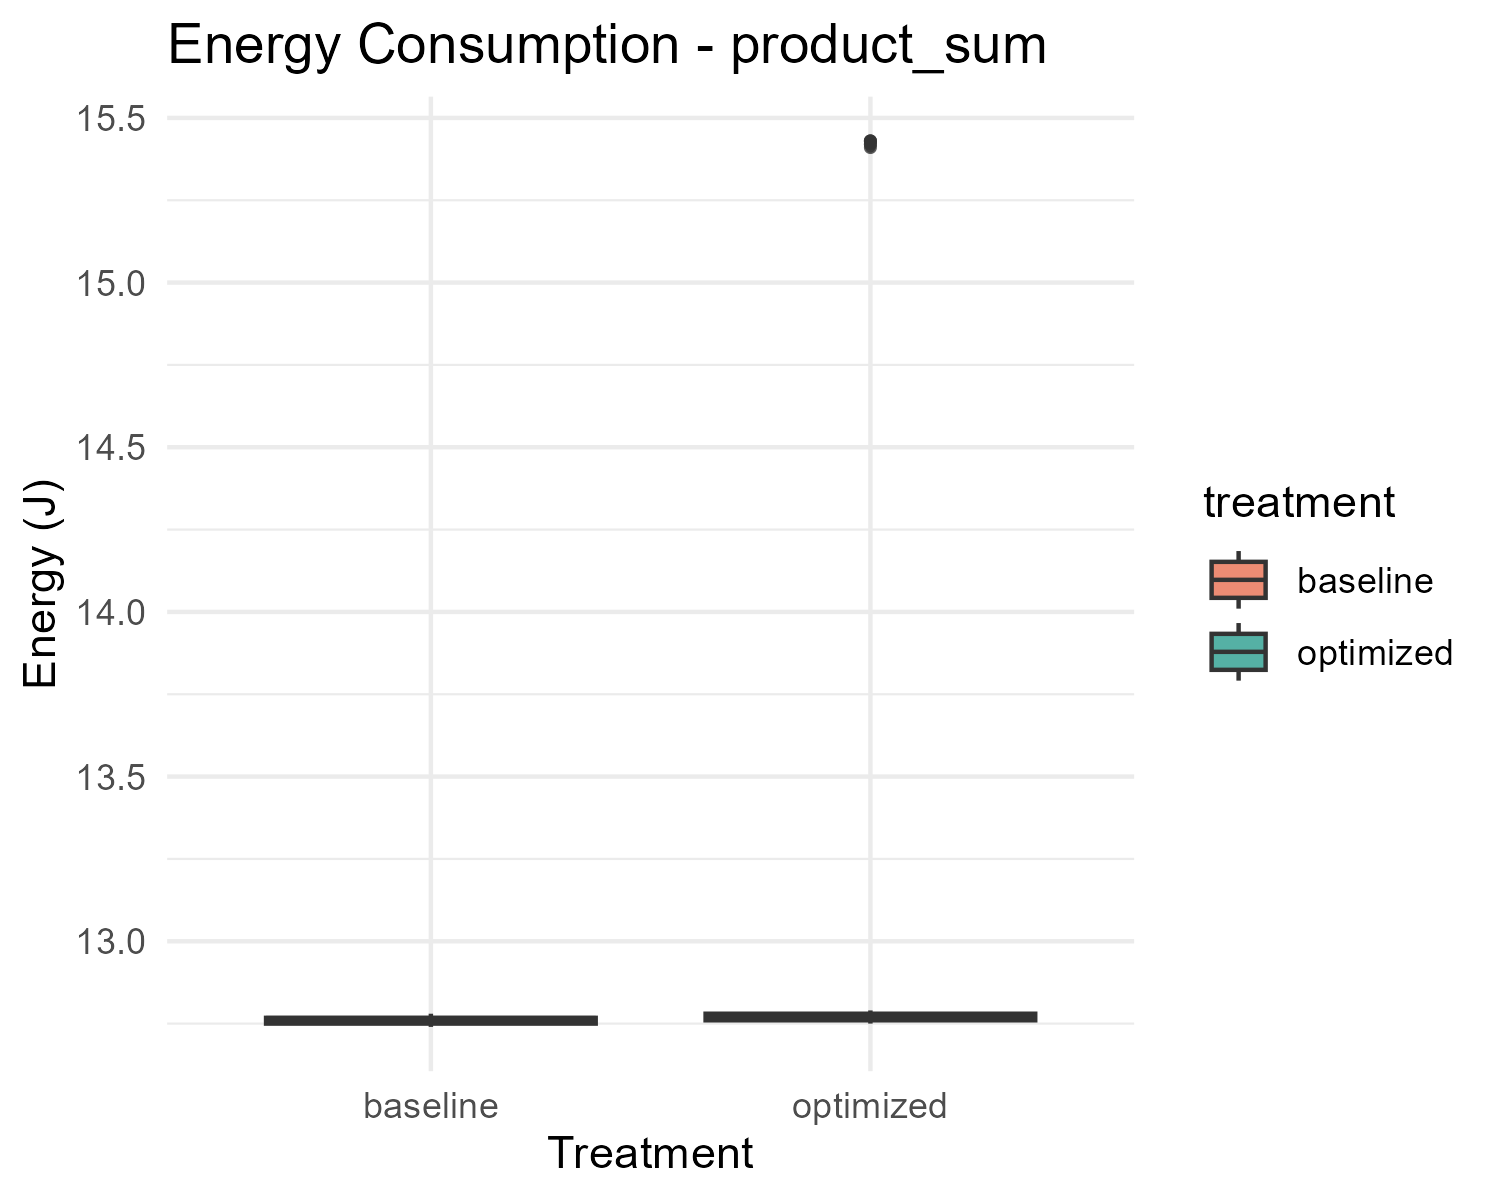 Energy Consumption - product_sum
15.5
15.0
14.5
14.0
13.5
13.0
Energy (J)
baseline
optimized
Treatment
treatment
baseline
optimized